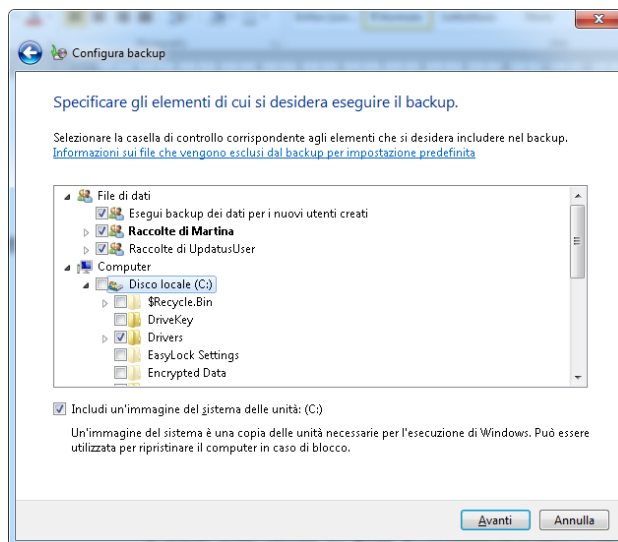 Configura backup
Specificare gli elementi di cui si desidera eseguire il backup.
Selezionare la casella di controllo corrispondente agli elementi che si desidera includere nel backup.
Informazioni sui file che vengono esclusi dal backup per impostazione predefinita
File di dati
Esegui backup dei dati per i nuovi utenti creati
Raccolte di Martina
Raccolte di UpdatusUser
Computer
Disco locale (C:)
$Recycle.Bin
DriveKey
Drivers
EasyLock Settings
Encrypted Data
Includi un'immagine del sistema delle unità: (C:)
Un'immagine del sistema è una copia delle unità necessarie per l'esecuzione di Windows. Può essere
utilizzata per ripristinare il computer in caso di blocco.
Avanti Annulla